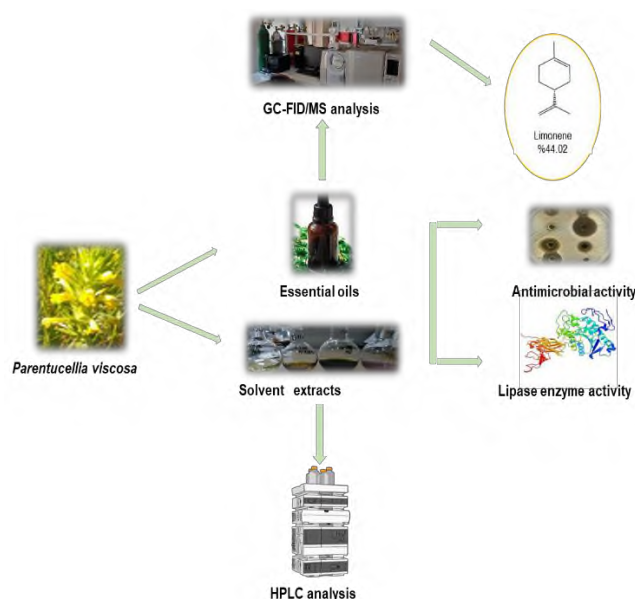 GC-FID/MS analysis
Limonene
%44.02
Essential oils
Antimicrobial activity
Parentucellia viscosa
Solvent extracts
Lipase enzyme activity
HPLC analysis